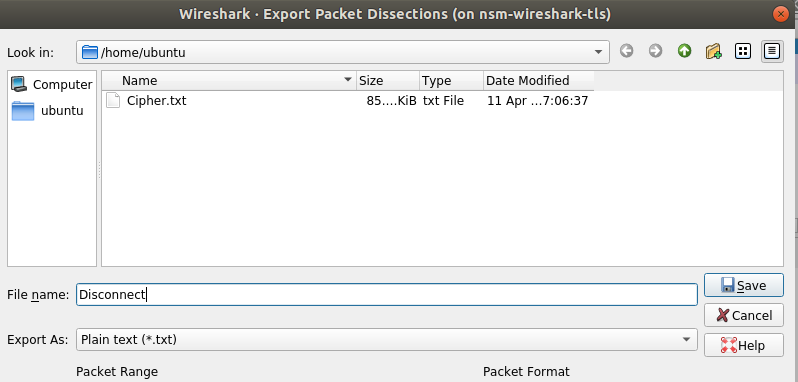 Wireshark · Export Packet Dissections (on nsm-wireshark-tls)
Look in: /home/ubuntu
Computer
ubuntu
Name Size Type Date Modified
Cipher.txt 85....KiB txt File 11 Apr ...7:06:37
File name: Disconnect
Save
Cancel
Export As: Plain text (*.txt)
Help
Packet Range Packet Format